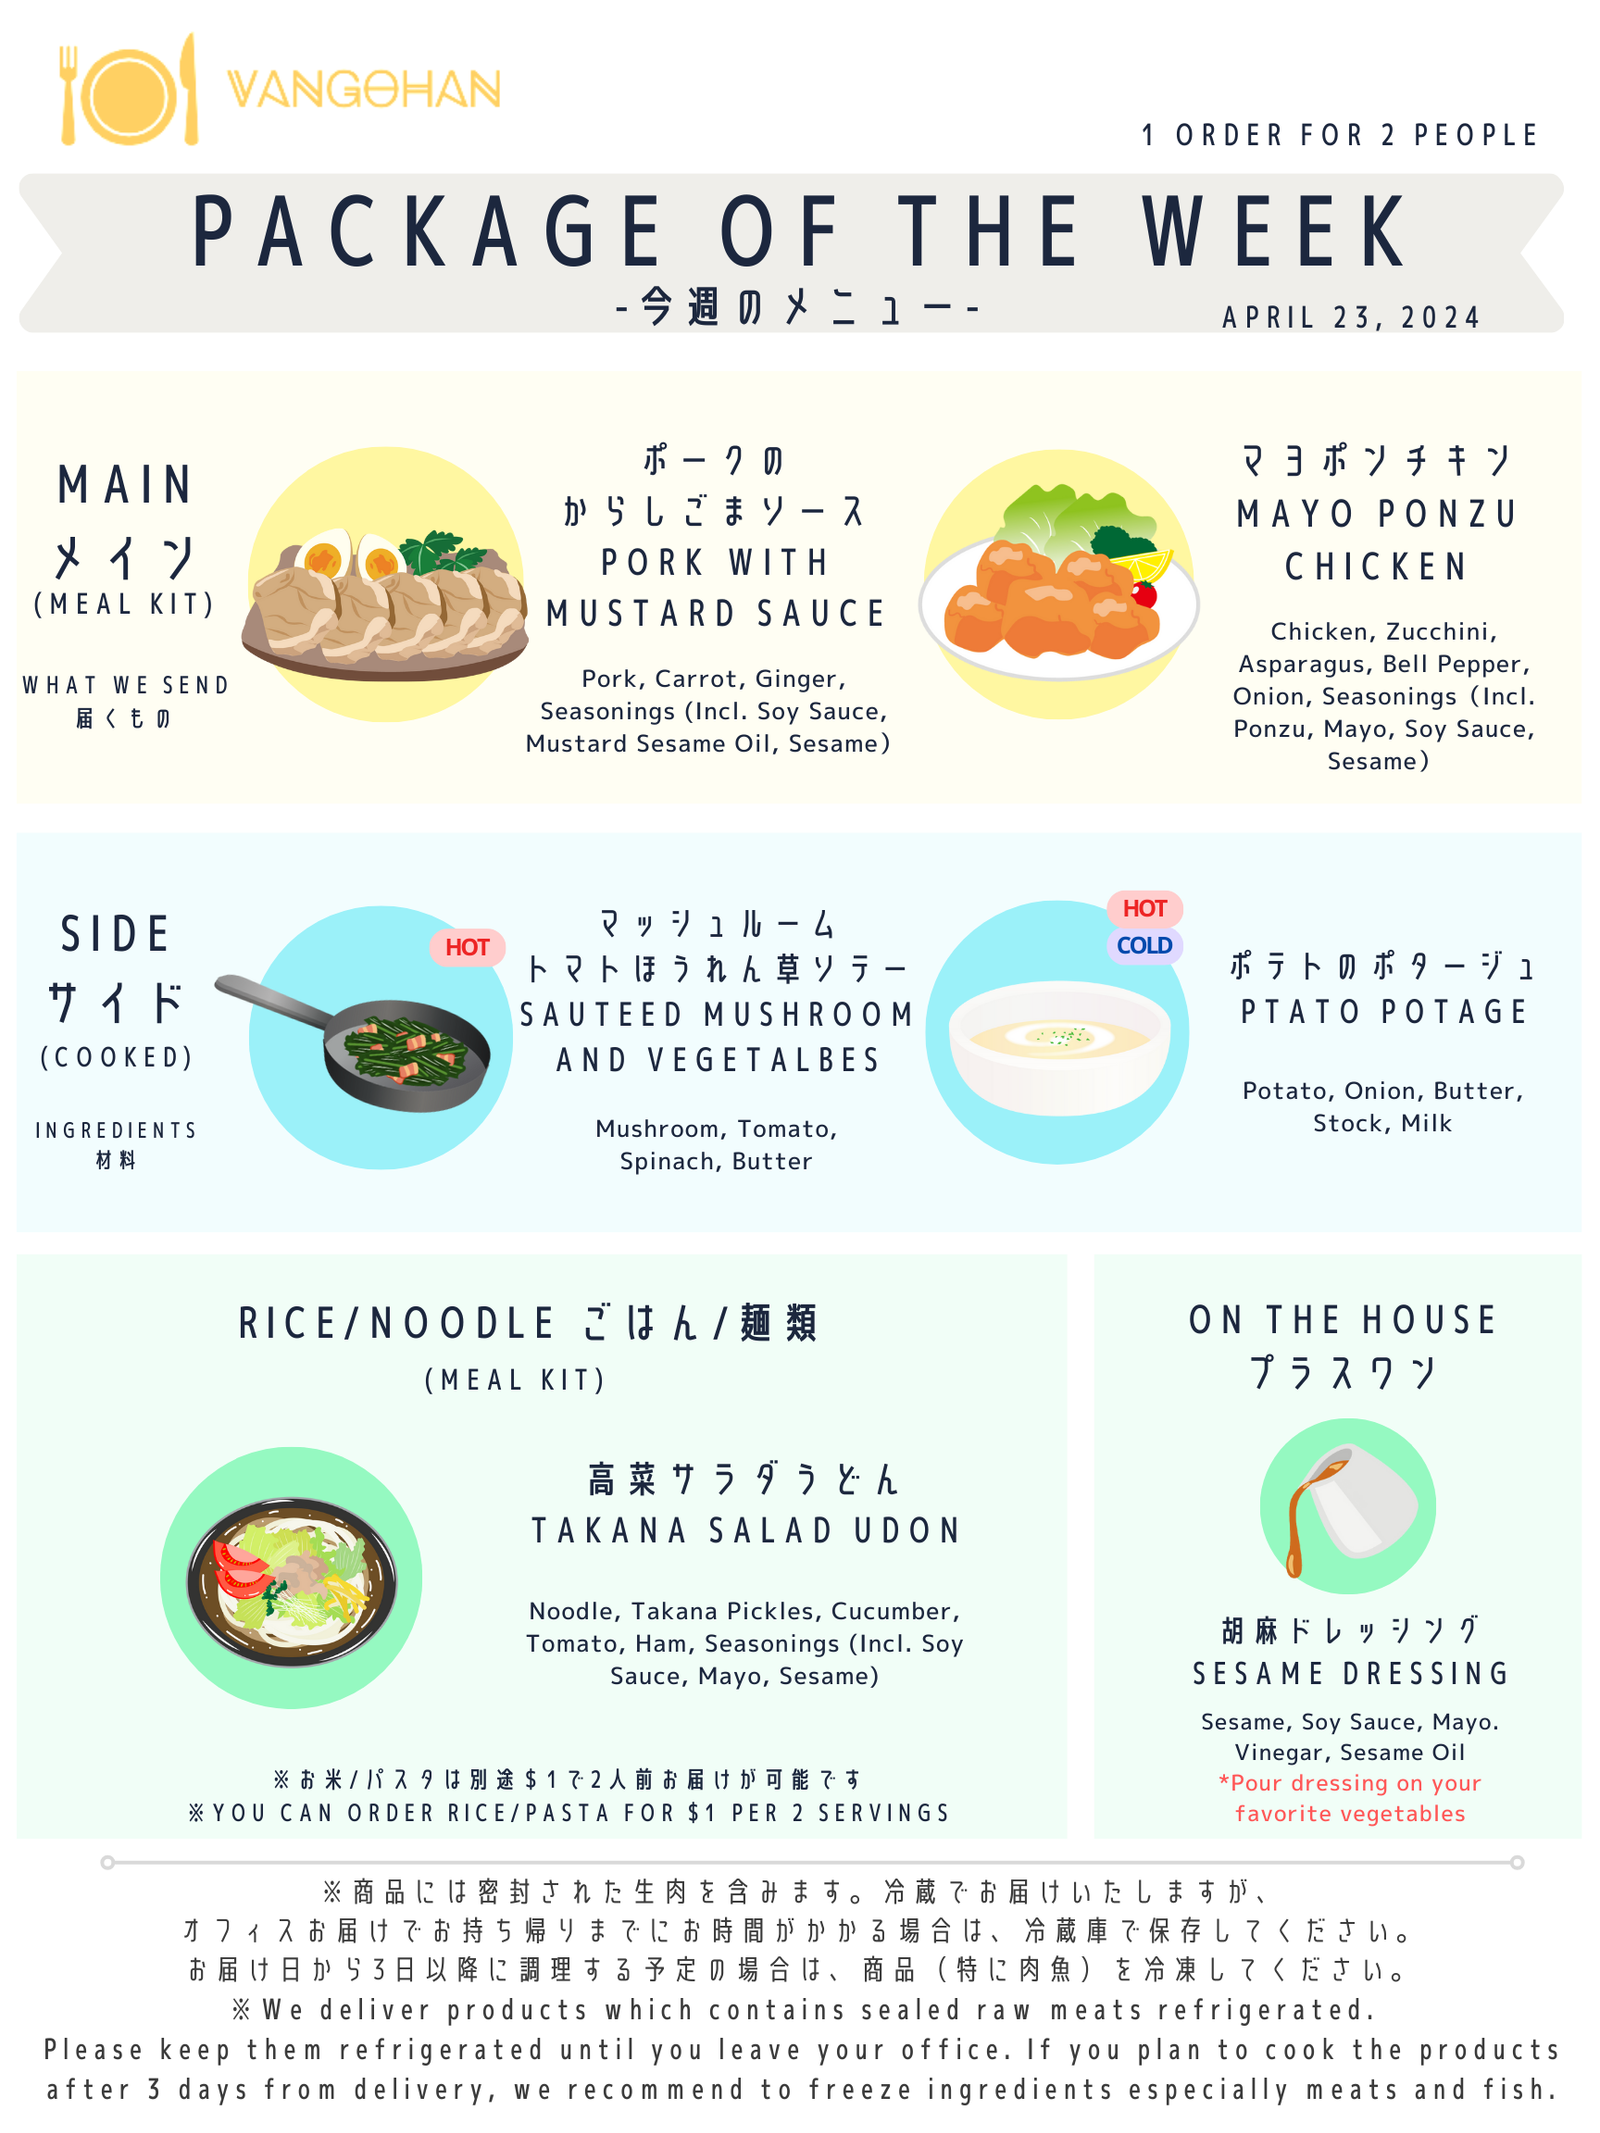 VANGOHAN
1 ORDER FOR 2 PEOPLE
PACKAGE OF THE WEEK
-今週のメニュー-
APRIL 23, 2024
MAIN
メイン
(MEAL KIT)
WHAT WE SEND
届くもの
ポークの
からしごまソース
PORK WITH
MUSTARD SAUCE
Pork, Carrot, Ginger,
Seasonings (Incl. Soy Sauce,
Mustard Sesame Oil, Sesame)
マヨポンチキン
MAYO PONZU
CHICKEN
Chicken, Zucchini,
Asparagus, Bell Pepper,
Onion, Seasonings (Incl.
Ponzu, Mayo, Soy Sauce,
Sesame)
SIDE
サイド
(COOKED)
INGREDIENTS
材料
HOT
マッシュルーム
トマトほうれん草ソテー
SAUTEED MUSHROOM
AND VEGETALBES
Mushroom, Tomato,
Spinach, Butter
HOT
COLD
ポテトのポタージュ
PTATO POTAGE
Potato, Onion, Butter,
Stock, Milk
RICE/NOODLE ごはん/麺類
(MEAL KIT)
高菜サラダうどん
TAKANA SALAD UDON
Noodle, Takana Pickles, Cucumber,
Tomato, Ham, Seasonings (Incl. Soy
Sauce, Mayo, Sesame)
※お米/パスタは別途$1で2人前お届けが可能です
※YOU CAN ORDER RICE/PASTA FOR $1 PER 2 SERVINGS
ON THE HOUSE
プラスワン
胡麻ドレッシング
SESAME DRESSING
Sesame, Soy Sauce, Mayo.
Vinegar, Sesame Oil
*Pour dressing on your
favorite vegetables
※商品には密封された生肉を含みます。冷蔵でお届けいたしますが、
オフィスお届けでお持ち帰りまでにお時間がかかる場合は、冷蔵庫で保存してください。
お届け日から3日以降に調理する予定の場合は、商品（特に肉魚）を冷凍してください。
※We deliver products which contains sealed raw meats refrigerated.
Please keep them refrigerated until you leave your office. If you plan to cook the products
after 3 days from delivery, we recommend to freeze ingredients especially meats and fish.